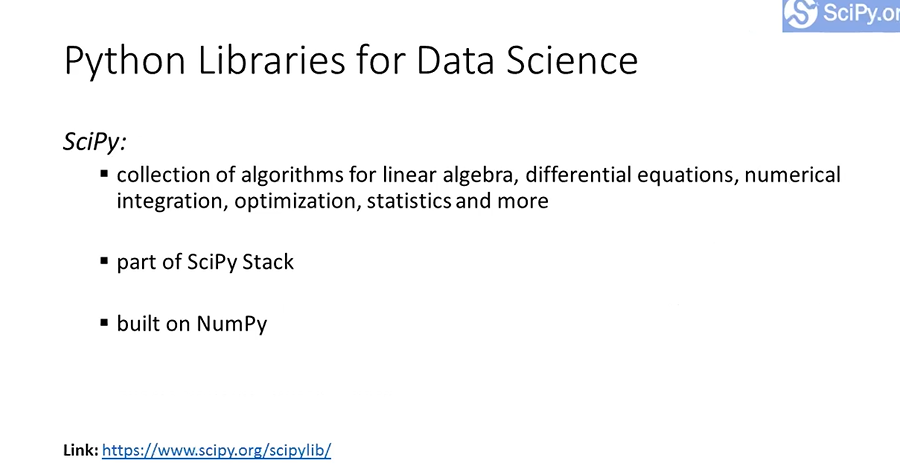 SciPy.or
Python Libraries for Data Science
SciPy:
▪ collection of algorithms for linear algebra, differential equations, numerical
integration, optimization, statistics and more
▪ part of SciPy Stack
▪ built on NumPy
Link: https://www.scipy.org/scipylib/